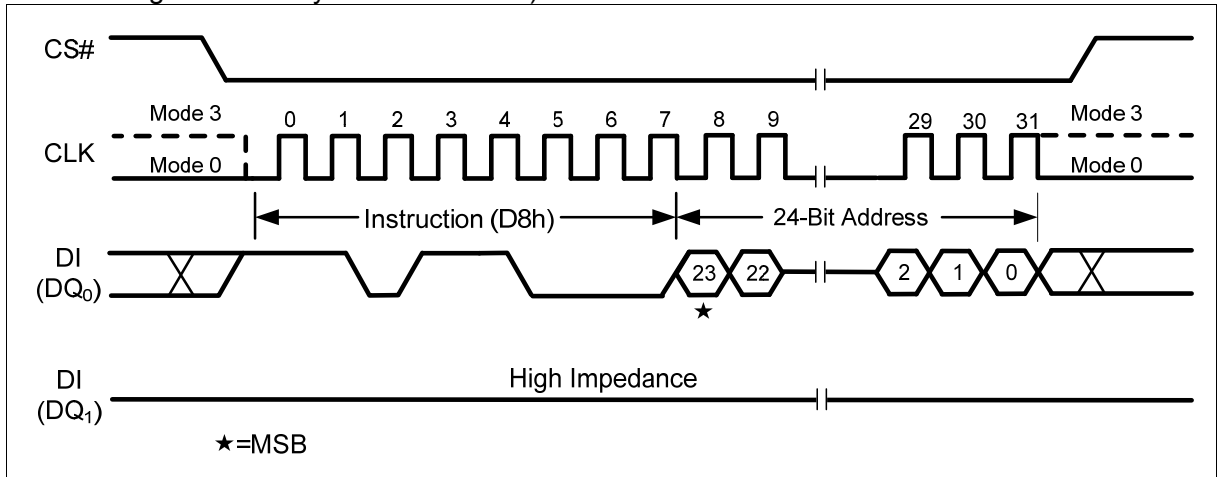 CS#
Mode 3 0 1 2 3 4 5 6 7 8 9 29 30 31 Mode 3
CLK
Mode 0 Mode 0
Instruction (D8h) 24-Bit Address
DI
(DQ0)
23 22 2 1 0
★
DI
(DQ1)
High Impedance
★=MSB